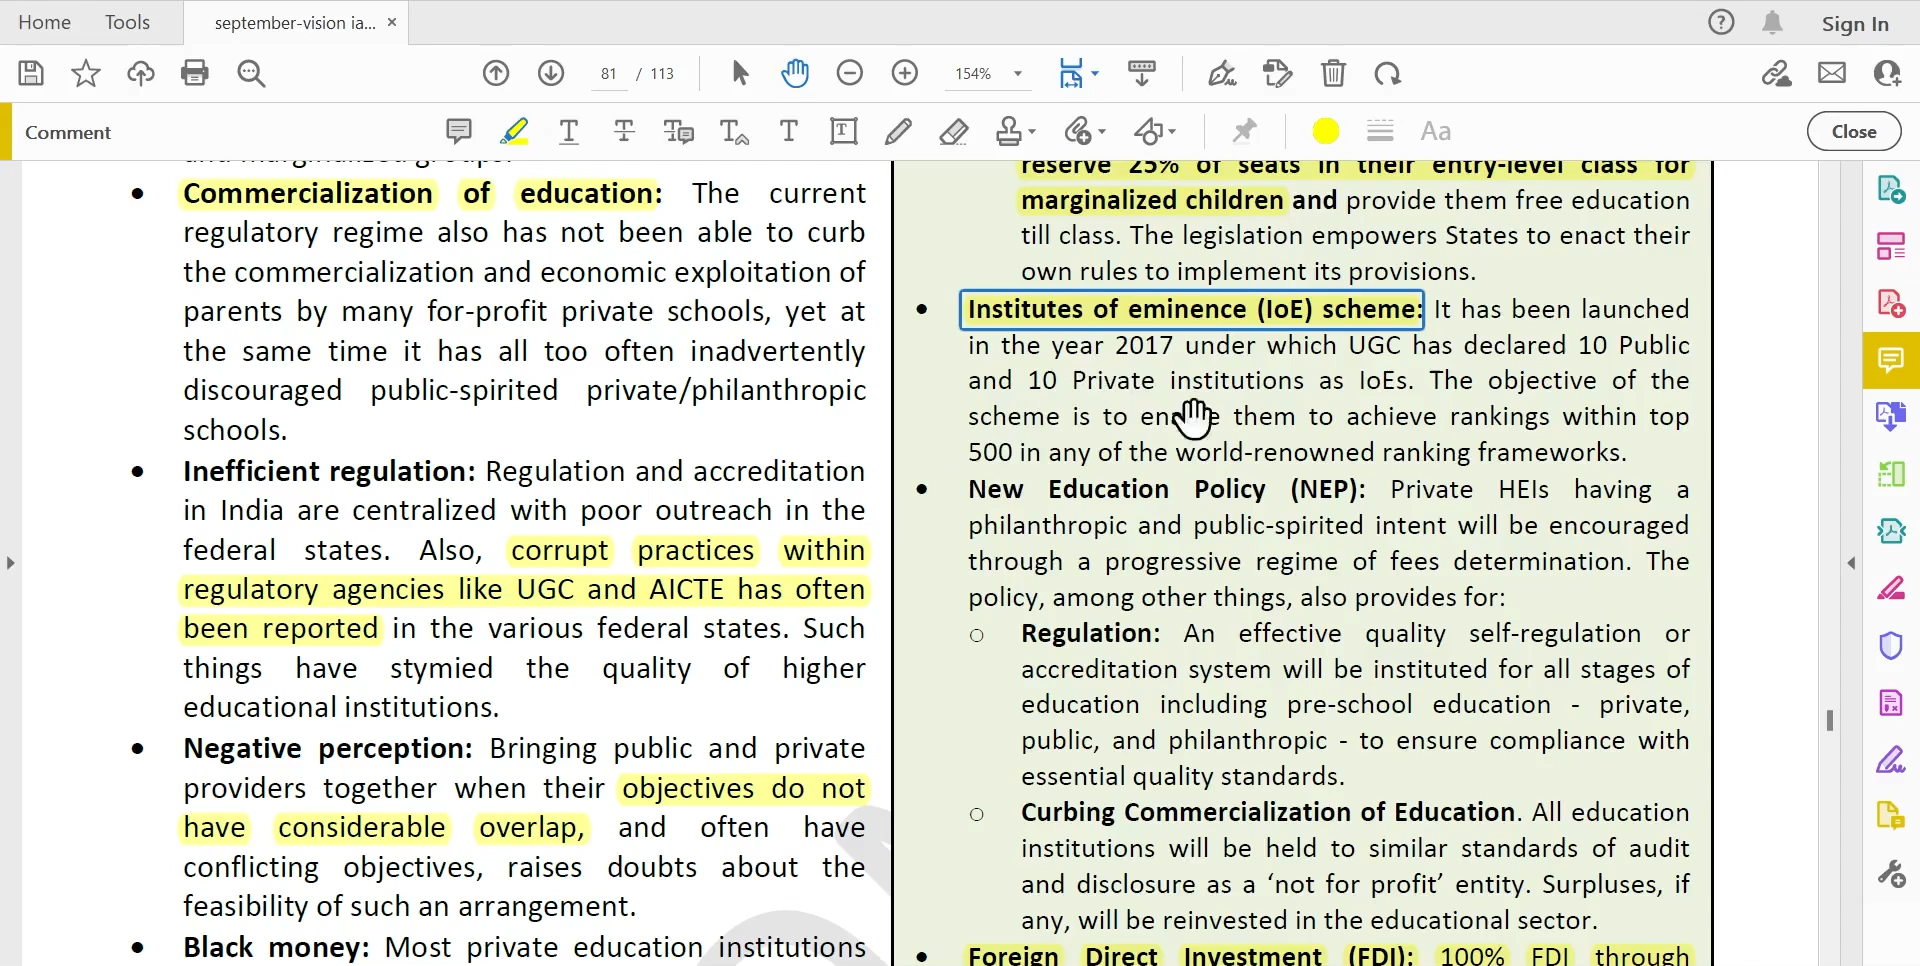 Home Tools september-vision ia... × Sign In
81 / 113 154%
Comment Close
Commercialization of education: The current
regulatory regime also has not been able to curb
the commercialization and economic exploitation of
parents by many for-profit private schools, yet at
the same time it has all too often inadvertently
discouraged public-spirited private/philanthropic
schools.
Inefficient regulation: Regulation and accreditation
in India are centralized with poor outreach in the
federal states. Also, corrupt practices within
regulatory agencies like UGC and AICTE has often
been reported in the various federal states. Such
things have stymied the quality of higher
educational institutions.
Negative perception: Bringing public and private
providers together when their objectives do not
have considerable overlap, and often have
conflicting objectives, raises doubts about the
feasibility of such an arrangement.
Black money: Most private education institutions
reserve 25% of seats in their entry-level class for
marginalized children and provide them free education
till class. The legislation empowers States to enact their
own rules to implement its provisions.
Institutes of eminence (IoE) scheme: It has been launched
in the year 2017 under which UGC has declared 10 Public
and 10 Private institutions as IoEs. The objective of the
scheme is to them to achieve rankings within top
500 in any of the world-renowned ranking frameworks.
New Education Policy (NEP): Private HEIs having a
philanthropic and public-spirited intent will be encouraged
through a progressive regime of fees determination. The
policy, among other things, also provides for:
Regulation: An effective quality self-regulation or
accreditation system will be instituted for all stages of
education including pre-school education - private,
public, and philanthropic - to ensure compliance with
essential quality standards.
Curbing Commercialization of Education. All education
institutions will be held to similar standards of audit
and disclosure as a ‘not for profit’ entity. Surpluses, if
any, will be reinvested in the educational sector.
Foreign Direct Investment (FDI): 100% FDI through